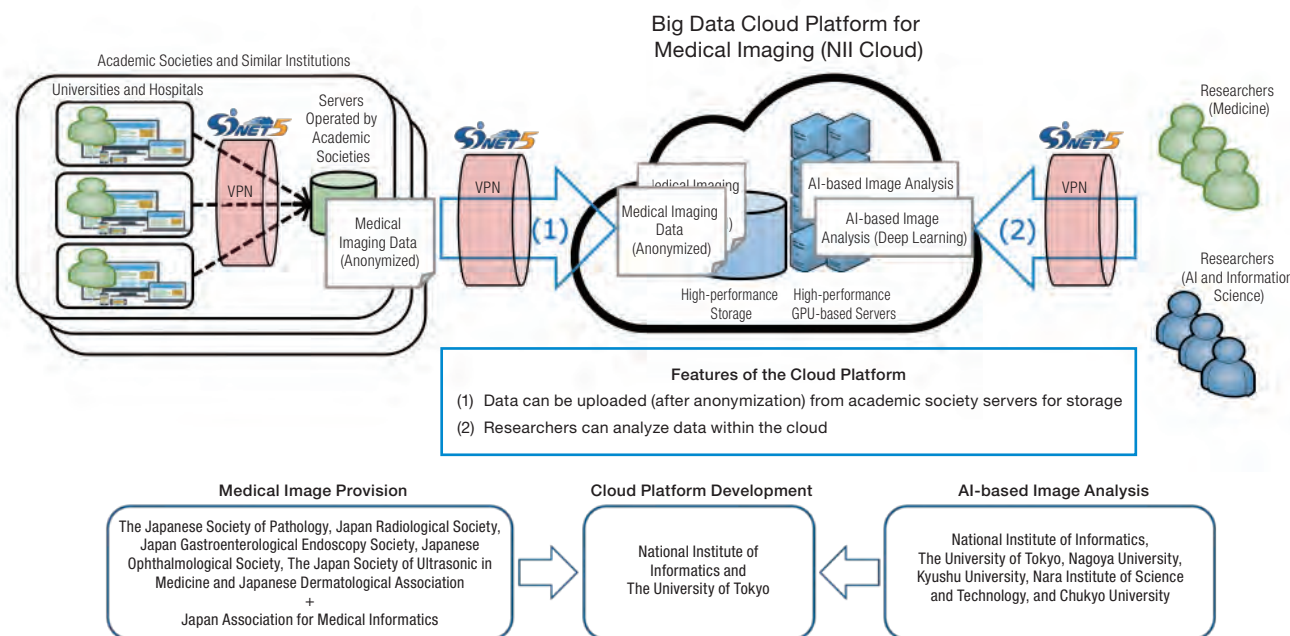 Big Data Cloud Platform for
Medical Imaging (NII Cloud)
Academic Societies and Similar Institutions
Universities and Hospitals
SINET5
VPN
Servers
Operated by
Academic
Societies
Medical
Imaging Data
(Anonymized)
SINET5
VPN
(1)
Medical Imaging
)
Medical Imaging
Data
(Anonymized)
High-performance
Storage
AI-based Image Analysis
AI-based Image
Analysis (Deep Learning)
High-performance
GPU-based Servers
(2)
SINET5
VPN
Researchers
(Medicine)
Researchers
(AI and Information
Science)
Features of the Cloud Platform
(1) Data can be uploaded (after anonymization) from academic society servers for storage
(2) Researchers can analyze data within the cloud
Medical Image Provision
The Japanese Society of Pathology, Japan Radiological Society,
Japan Gastroenterological Endoscopy Society, Japanese
Ophthalmological Society, The Japan Society of Ultrasonic in
Medicine and Japanese Dermatological Association
+
Japan Association for Medical Informatics
Cloud Platform Development
National Institute of
Informatics and
The University of Tokyo
AI-based Image Analysis
National Institute of Informatics,
The University of Tokyo, Nagoya University,
Kyushu University, Nara Institute of Science
and Technology, and Chukyo University